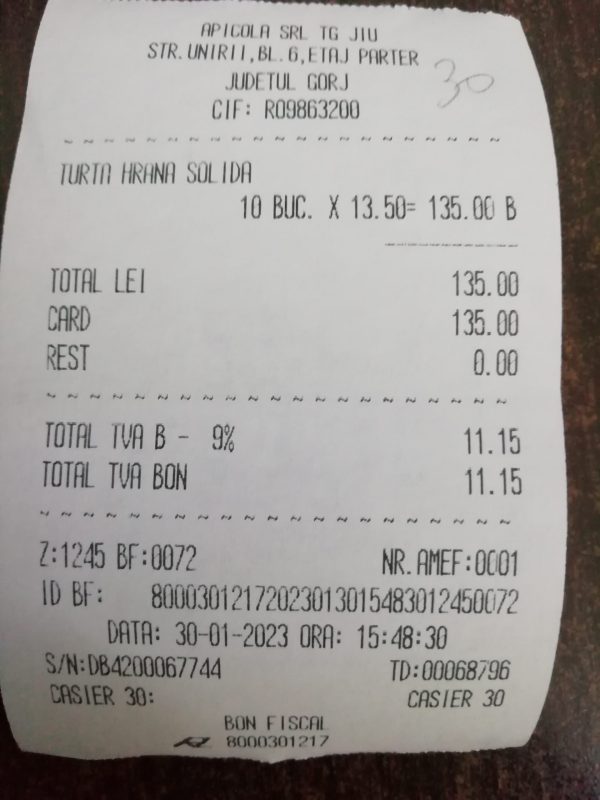 APICOLA SRL TG JIU
STR.UNIRII,BL.6,ETAJ PARTER
JUDETUL GORJ
CIF: RO9863200
30
TURTA HRANA SOLIDA
10 BUC. X 13.50= 135.00 B
TOTAL LEI 135.00
CARD 135.00
REST 0.00
TOTAL TVA B - 9% 11.15
TOTAL TVA BON 11.15
Z:1245 BF:0072 NR.AMEF:0001
ID BF: 80003012172023013015483012450072
DATA: 30-01-2023 ORA: 15:48:30
S/N:DB4200067744 TD:00068796
CASIER 30: CASIER 30
BON FISCAL
8000301217